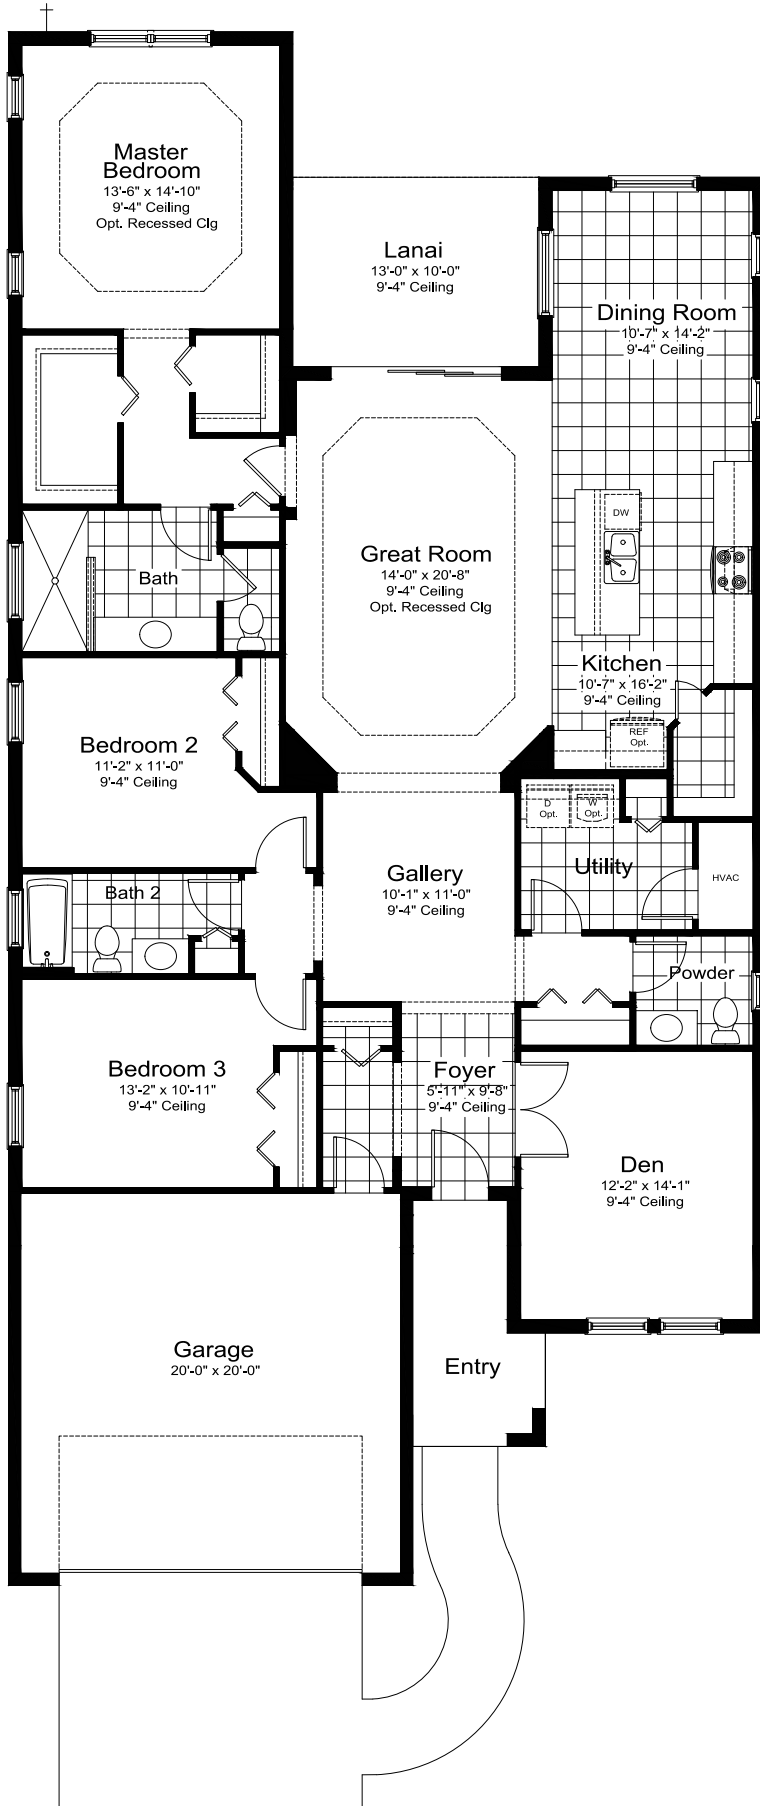 Master
Bedroom
13'-6" x 14'-10"
9'-4" Ceiling
Opt. Recessed Clg
Lanai
13'-0" x 10'-0"
9'-4" Ceiling
Dining Room
10'-7" x 14'-2"
9'-4" Ceiling
DW
Great Room
14'-0" x 20'-8"
9'-4" Ceiling
Opt. Recessed Clg
Bath
Kitchen
10'-7" x 16'-2"
9'-4" Ceiling
REF
Opt.
Bedroom 2
11'-2" x 11'-0"
9'-4" Ceiling
D
Opt.
W
Opt.
Gallery
10'-1" x 11'-0"
9'-4" Ceiling
Utility
HVAC
Bath 2
Powder
Bedroom 3
13'-2" x 10'-11"
9'-4" Ceiling
Foyer
5'-11" x 9'-8"
9'-4" Ceiling
Den
12'-2" x 14'-1"
9'-4" Ceiling
Garage
20'-0" x 20'-0"
Entry